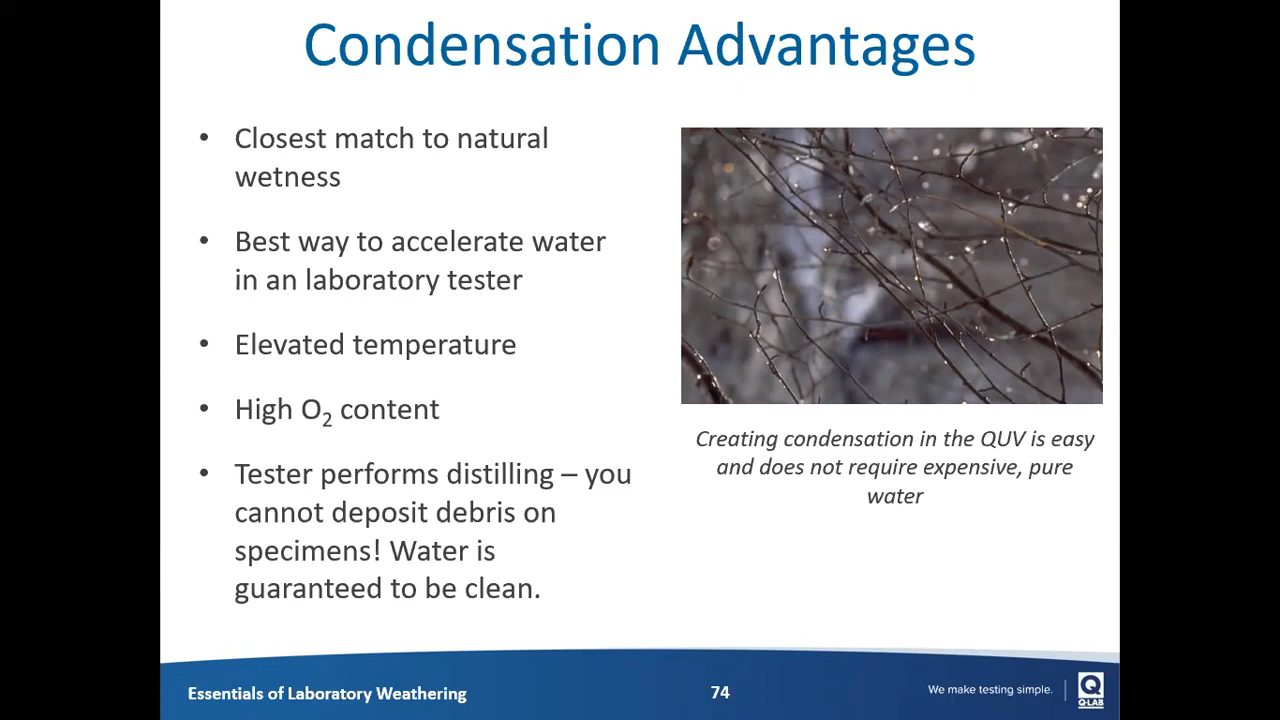 Condensation Advantages
• Closest match to natural
wetness
• Best way to accelerate water
in an laboratory tester
• Elevated temperature
• High O₂ content
• Tester performs distilling – you
cannot deposit debris on
specimens! Water is
guaranteed to be clean.
Creating condensation in the QUV is easy
and does not require expensive, pure
water
Essentials of Laboratory Weathering
74
We make testing simple.
Q
Q-LAB